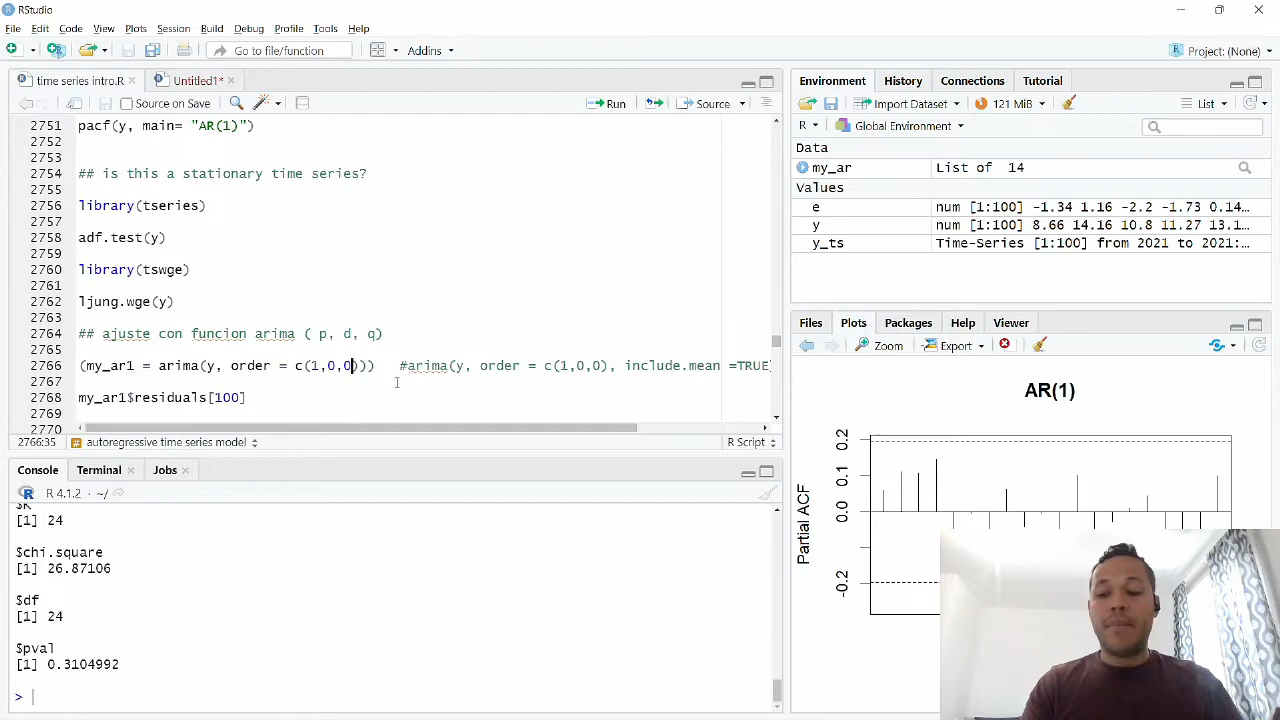 RStudio
File Edit Code View Plots Session Build Debug Profile Tools Help
Go to file/function Addins Project: (None)
time series intro.R Untitled1*
Source on Save Run Source
2751 pacf(y, main= "AR(1)")
2752
2753
2754 ## is this a stationary time series?
2755
2756 library(tseries)
2757
2758 adf.test(y)
2759
2760 library(tswge)
2761
2762 ljung.wge(y)
2763
2764 ## ajuste con funcion arima ( p, d, q)
2765
2766 (my_ar1 = arima(y, order = c(1,0,0))) #arima(y, order = c(1,0,0), include.mean =TRUE)
2767
2768 my_ar1$residuals[100]
2769
2770
2766:35 autoregressive time series model R Script
Console Terminal Jobs
R 4.1.2 · ~/
$K
[1] 24
$chi.square
[1] 26.87106
$df
[1] 24
$pval
[1] 0.3104992
>
Environment History Connections Tutorial
Import Dataset 121 MiB List
R Global Environment
Data
my_ar List of 14
Values
e num [1:100] -1.34 1.16 -2.2 -1.73 0.14…
y num [1:100] 8.66 14.16 10.8 11.27 13.1…
y_ts Time-Series [1:100] from 2021 to 2021:…
Files Plots Packages Help Viewer
Zoom Export
AR(1)
Partial ACF
0.2
0.1
0.0
-0.2